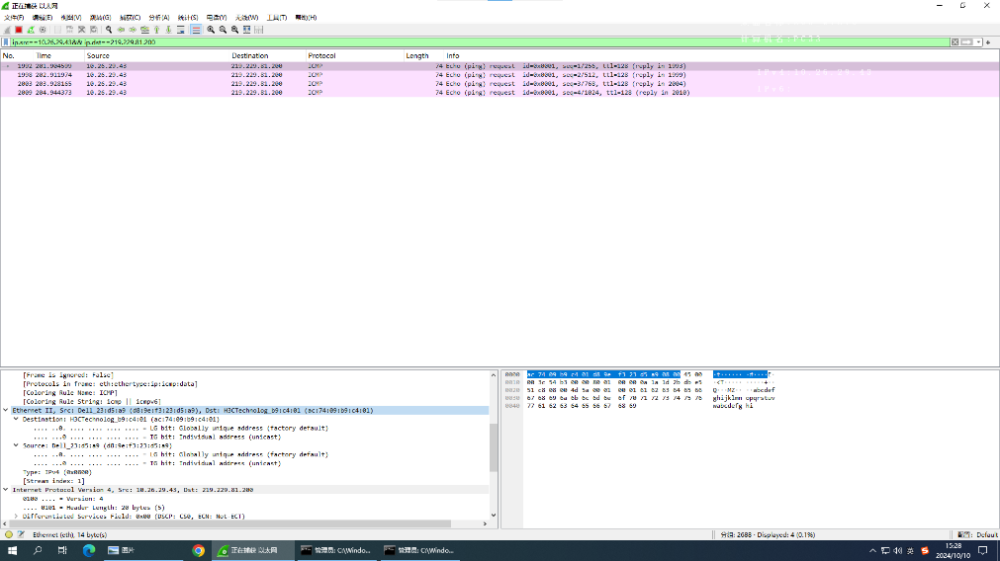 正在捕获 以太网
文件(F) 编辑(E) 视图(V) 跳转(G) 捕获(C) 分析(A) 统计(S) 电话(Y) 无线(W) 工具(T) 帮助(H)
ip.src==10.26.29.43&& ip.dst==219.229.81.200
No. Time Source Destination Protocol Length Info
1992 201.904599 10.26.29.43 219.229.81.200 ICMP 74 Echo (ping) request id=0x0001, seq=1/256, ttl=128 (reply in 1993)
1998 202.911974 10.26.29.43 219.229.81.200 ICMP 74 Echo (ping) request id=0x0001, seq=2/512, ttl=128 (reply in 1999)
2003 203.928165 10.26.29.43 219.229.81.200 ICMP 74 Echo (ping) request id=0x0001, seq=3/768, ttl=128 (reply in 2004)
2009 204.944373 10.26.29.43 219.229.81.200 ICMP 74 Echo (ping) request id=0x0001, seq=4/1024, ttl=128 (reply in 2010)
IPv4:10.26.29.43
IPv6
[Frame is ignored: False]
[Protocols in frame: eth:ethertype:ip:icmp:data]
[Coloring Rule Name: ICMP]
[Coloring Rule String: icmp || icmpv6]
Ethernet II, Src: Dell_23:d5:a9 (d8:9e:f3:23:d5:a9), Dst: H3CTechnolog_b9:c4:01 (ac:74:09:b9:c4:01)
Destination: H3CTechnolog_b9:c4:01 (ac:74:09:b9:c4:01)
.... ..0. .... .... .... .... = LG bit: Globally unique address (factory default)
.... ...0 .... .... .... .... = IG bit: Individual address (unicast)
Source: Dell_23:d5:a9 (d8:9e:f3:23:d5:a9)
.... ..0. .... .... .... .... = LG bit: Globally unique address (factory default)
.... ...0 .... .... .... .... = IG bit: Individual address (unicast)
Type: IPv4 (0x0800)
[Stream index: 1]
Internet Protocol Version 4, Src: 10.26.29.43, Dst: 219.229.81.200
0100 .... = Version: 4
.... 0101 = Header Length: 20 bytes (5)
Differentiated Services Field: 0x00 (DSCP: CS0, ECN: Not-ECT)
0000 ac 74 09 b9 c4 01 d8 9e f3 23 d5 a9 08 00 45 00 ·t·······#····E·
0010 00 3c 54 b3 00 00 80 01 00 00 0a 1a 1d 2b db e5 ·<T··········+··
0020 51 c8 08 00 4d 5a 00 01 00 01 61 62 63 64 65 66 Q···MZ····abcdef
0030 67 68 69 6a 6b 6c 6d 6e 6f 70 71 72 73 74 75 76 ghijklmn opqrstuv
0040 77 61 62 63 64 65 66 67 68 69 wabcdefg hi
Ethernet (eth), 14 byte(s) 分组: 2688 · Displayed: 4 (0.1%) 配置: Default
图片 正在捕获 以太网 管理员: C:\Windo... 管理员: C:\Windo... 英 15:28
2024/10/10